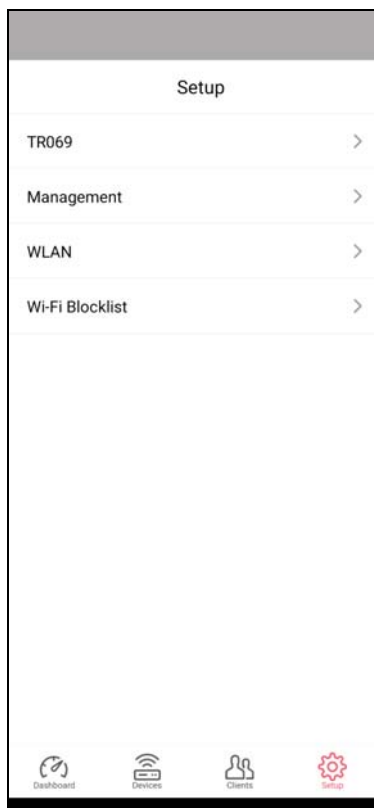 Setup
TR069
Management
WLAN
Wi-Fi Blocklist
Dashboard
Devices
Clients
Setup